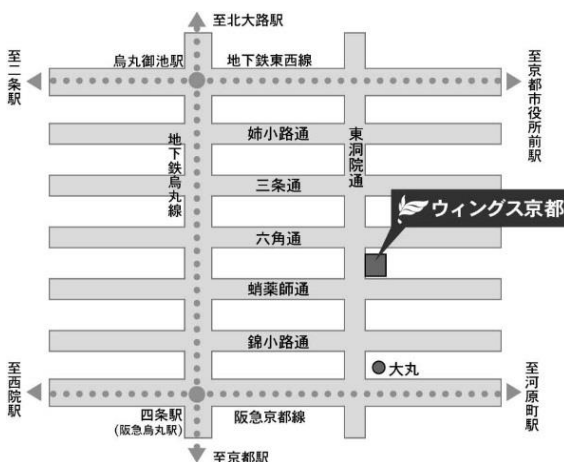 至北大路駅
烏丸御池駅
地下鉄東西線
至二条駅
至京都市役所前駅
姉小路通
地下鉄烏丸線
東洞院通
三条通
ウィングス京都
六角通
蛸薬師通
錦小路通
大丸
至西院駅
至河原町駅
四条駅
(阪急烏丸駅)
阪急京都線
至京都駅